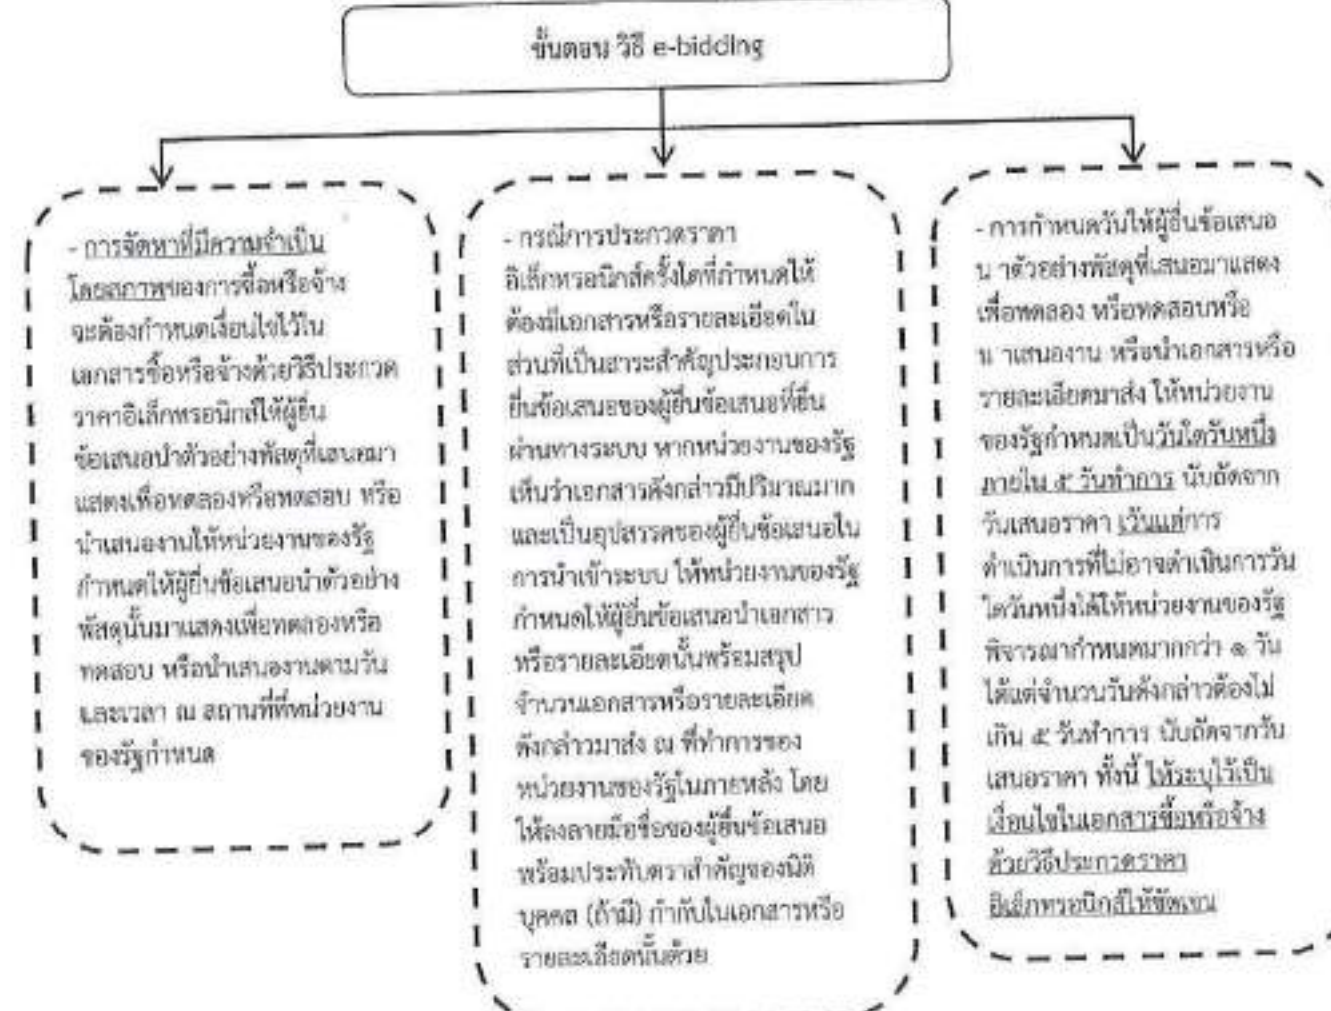 ขั้นตอน วิธี e-bidding
- การจัดหาที่มีความจำเป็น
โดยสภาพของการซื้อหรือจ้าง
จะต้องกำหนดเงื่อนไขไว้ใน
เอกสารซื้อหรือจ้างด้วยวิธีประกวด
ราคาอิเล็กทรอนิกส์ให้ผู้ยื่น
ข้อเสนอนำตัวอย่างพัสดุที่เสนอมา
แสดงเพื่อทดลองหรือทดสอบ หรือ
นำเสนองานให้หน่วยงานของรัฐ
กำหนดให้ผู้ยื่นข้อเสนอนำตัวอย่าง
พัสดุนั้นมาแสดงเพื่อทดลองหรือ
ทดสอบ หรือนำเสนองานตามวัน
และเวลา ณ สถานที่ที่หน่วยงาน
ของรัฐกำหนด
- กรณีการประกวดราคา
อิเล็กทรอนิกส์ครั้งใดที่กำหนดให้
ต้องมีเอกสารหรือรายละเอียดใน
ส่วนที่เป็นสาระสำคัญประกอบการ
ยื่นข้อเสนอของผู้ยื่นข้อเสนอที่ยื่น
ผ่านทางระบบ หากหน่วยงานของรัฐ
เห็นว่าเอกสารดังกล่าวมีปริมาณมาก
และเป็นอุปสรรคของผู้ยื่นข้อเสนอใน
การนำเข้าระบบ ให้หน่วยงานของรัฐ
กำหนดให้ผู้ยื่นข้อเสนอนำเอกสาร
หรือรายละเอียดนั้นพร้อมสรุป
จำนวนเอกสารหรือรายละเอียด
ดังกล่าวมาส่ง ณ ที่ทำการของ
หน่วยงานของรัฐในภายหลัง โดย
ให้ลงลายมือชื่อของผู้ยื่นข้อเสนอ
พร้อมประทับตราสำคัญของนิติ
บุคคล (ถ้ามี) กำกับในเอกสารหรือ
รายละเอียดนั้นด้วย
- การกำหนดวันให้ผู้ยื่นข้อเสนอ
น าตัวอย่างพัสดุที่เสนอมาแสดง
เพื่อทดลอง หรือทดสอบหรือ
น าเสนองาน หรือนำเอกสารหรือ
รายละเอียดมาส่ง ให้หน่วยงาน
ของรัฐกำหนดเป็นวันใดวันหนึ่ง
ภายใน ๕ วันทำการ นับถัดจาก
วันเสนอราคา เว้นแต่การ
ดำเนินการที่ไม่อาจดำเนินการวัน
ใดวันหนึ่งได้ให้หน่วยงานของรัฐ
พิจารณากำหนดมากกว่า ๑ วัน
ได้แต่จำนวนวันดังกล่าวต้องไม่
เกิน ๕ วันทำการ นับถัดจากวัน
เสนอราคา ทั้งนี้ ให้ระบุไว้เป็น
เงื่อนไขในเอกสารซื้อหรือจ้าง
ด้วยวิธีประกวดราคา
อิเล็กทรอนิกส์ให้ชัดเจน